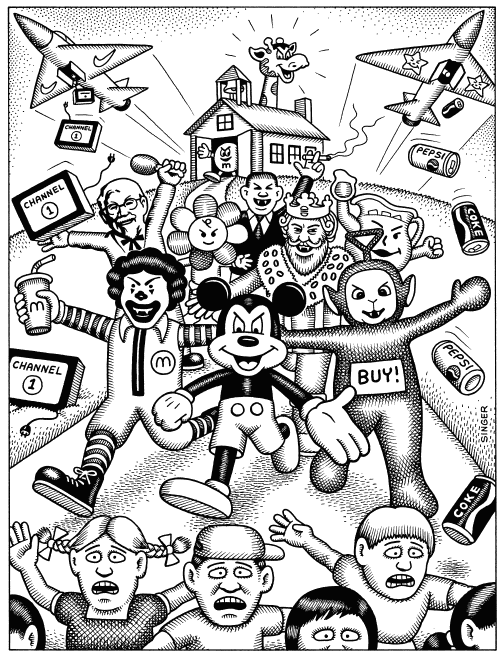 CHANNEL
1
PEPSI
CHANNEL
1
COKE
M
CHANNEL
1
BUY!
PEPSI
SINGER
COKE